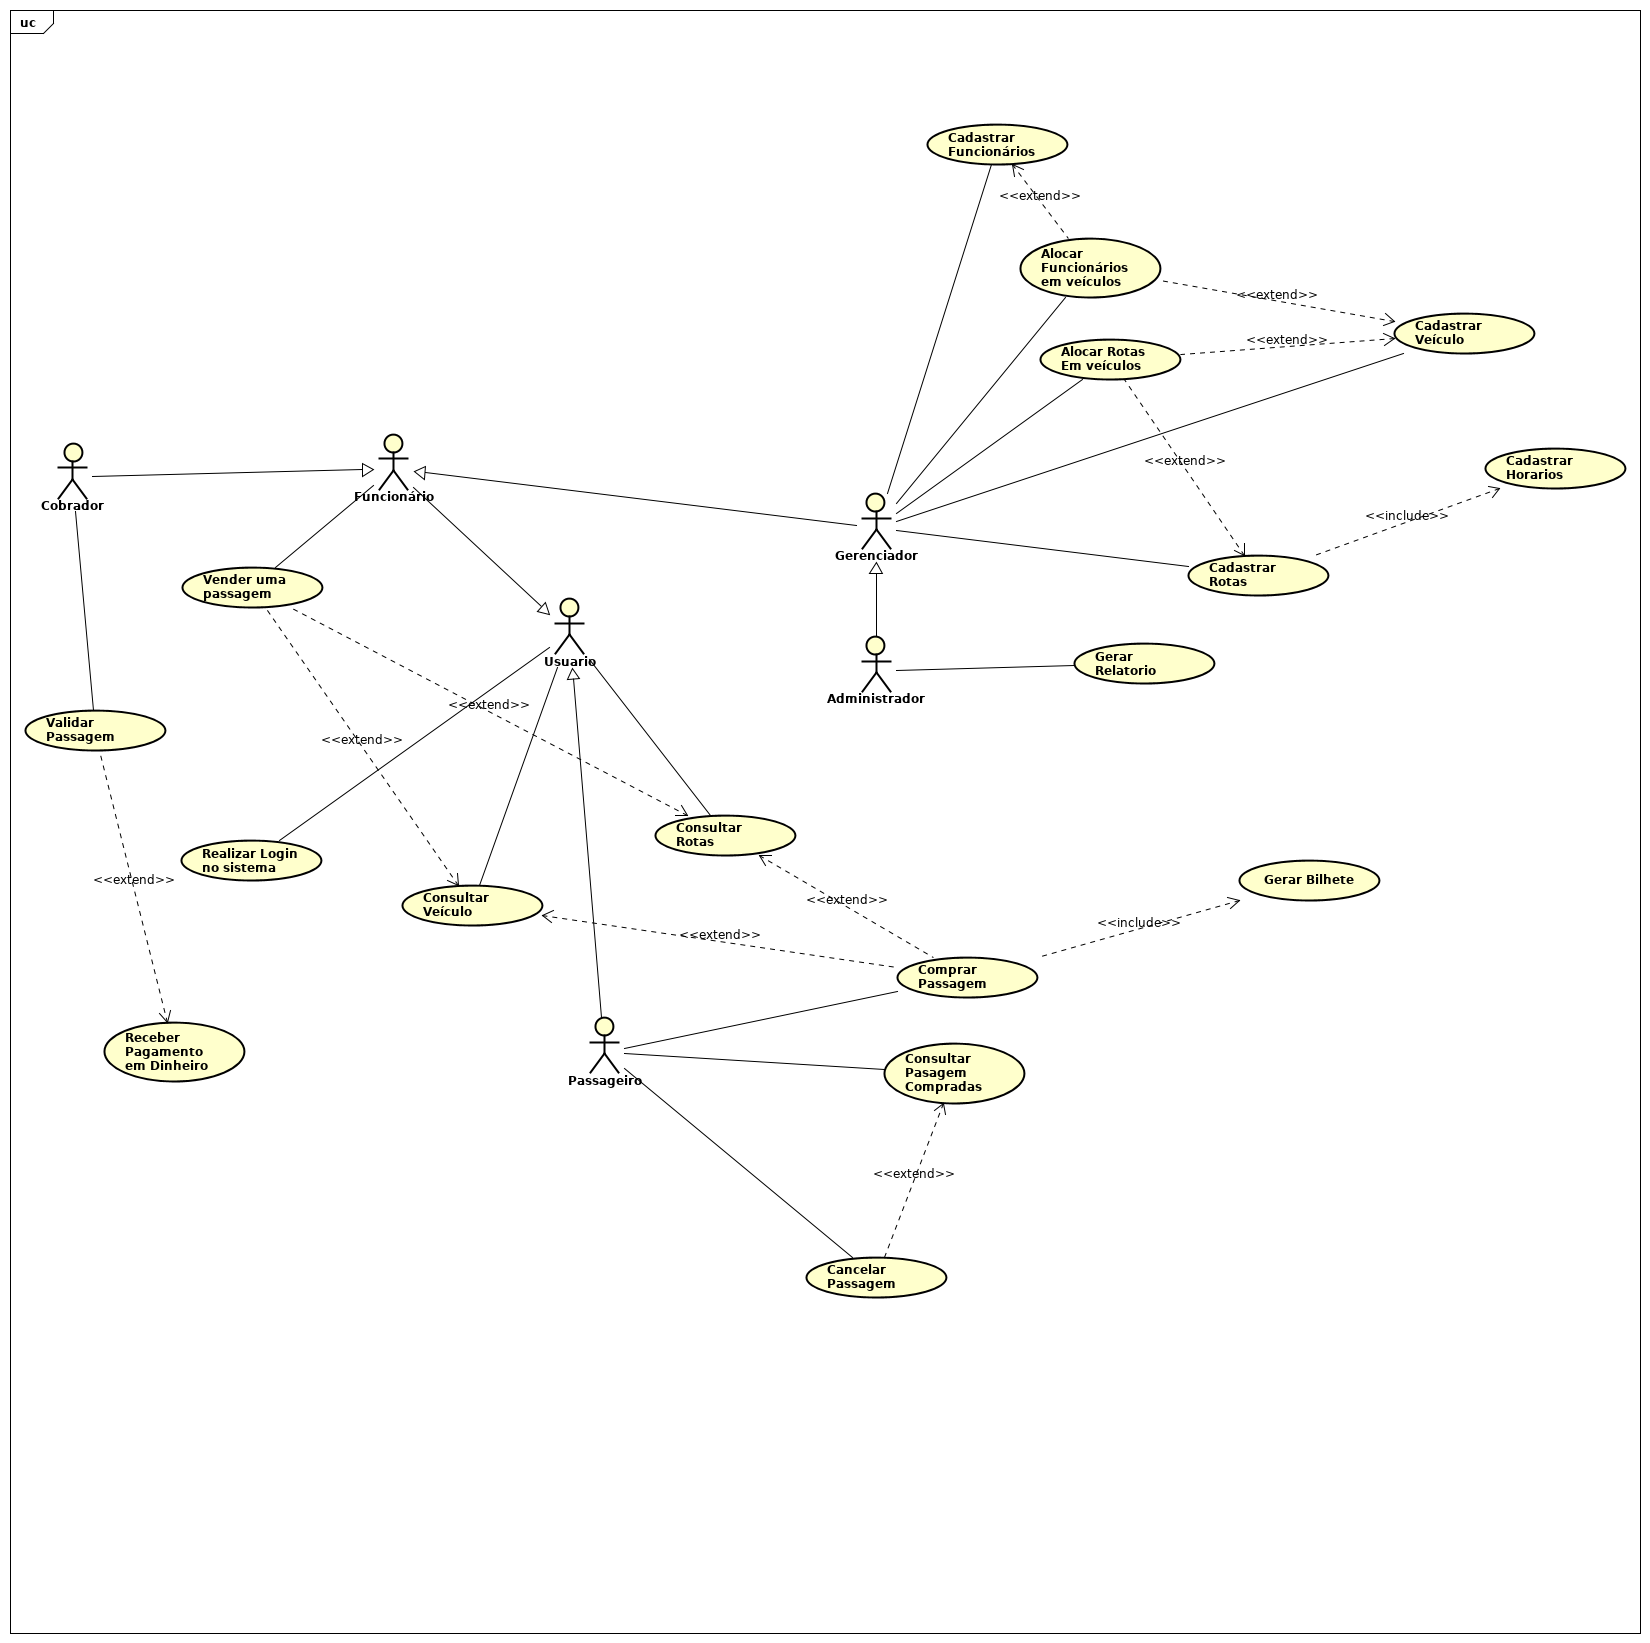 uc
Cadastrar
Funcionários
<<extend>>
Alocar
Funcionários
em veículos
<<extend>>
Cadastrar
Veículo
Alocar Rotas
Em veículos
<<extend>>
<<extend>>
Cadastrar
Horarios
<<include>>
Cobrador
Funcionário
Gerenciador
Cadastrar
Rotas
Vender uma
passagem
Usuario
Administrador
Gerar
Relatorio
<<extend>>
<<extend>>
Validar
Passagem
Consultar
Rotas
Realizar Login
no sistema
<<extend>>
Consultar
Veículo
<<extend>>
<<extend>>
Gerar Bilhete
<<include>>
Comprar
Passagem
Receber
Pagamento
em Dinheiro
Passageiro
Consultar
Pasagem
Compradas
<<extend>>
Cancelar
Passagem